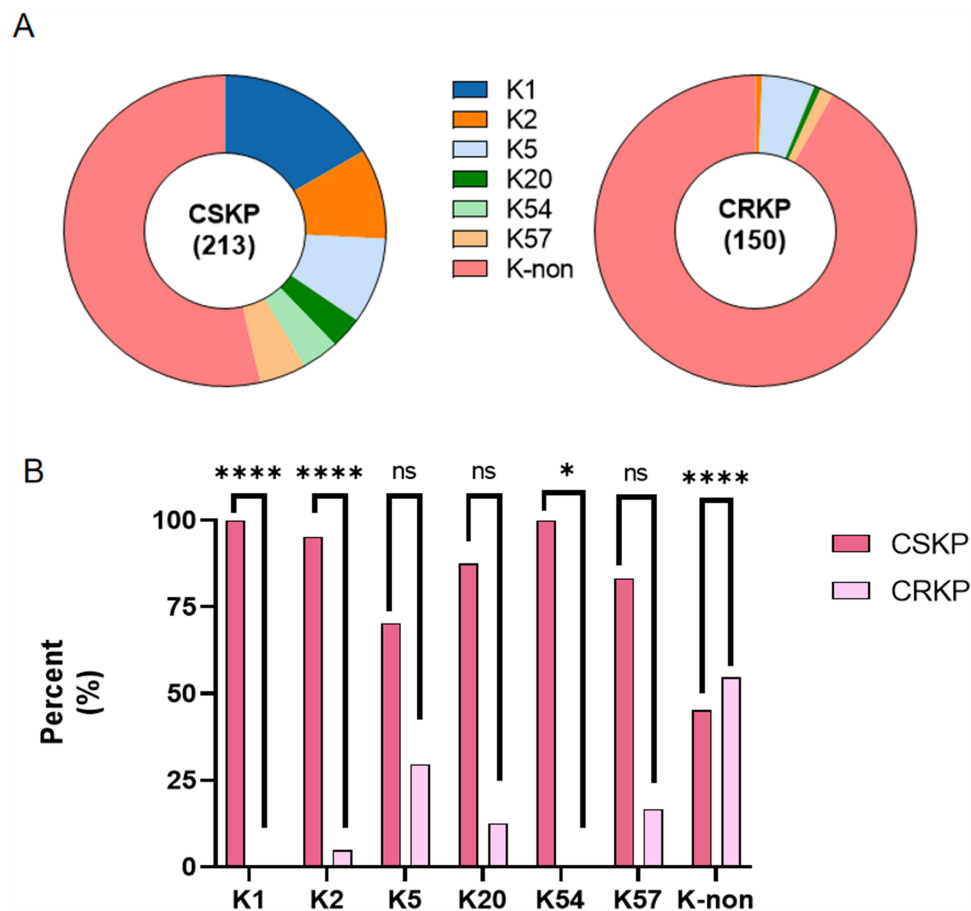 A
CSKP
(213)
K1
K2
K5
K20
K54
K57
K-non
CRKP
(150)
B
**** **** ns ns * ns ****
100
75
50
25
0
Percent
(%)
K1 K2 K5 K20 K54 K57 K-non
CSKP
CRKP